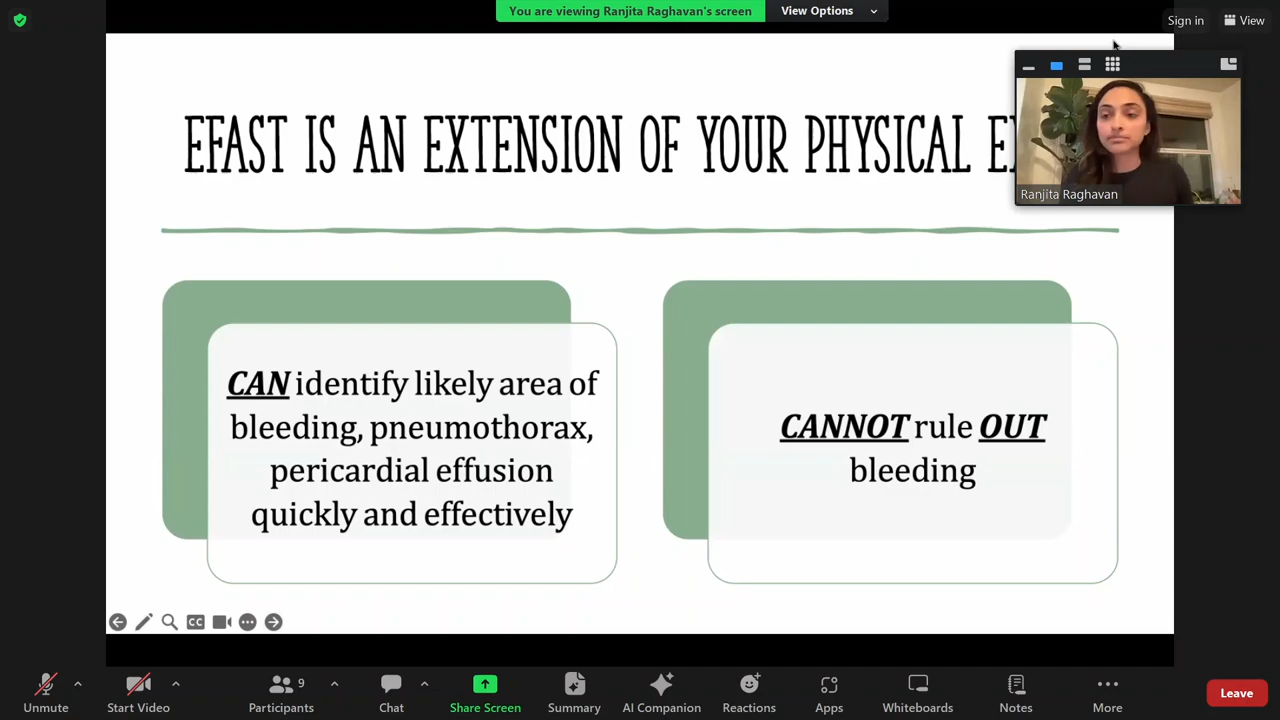 You are viewing Ranjita Raghavan's screen
View Options
Sign in
View
EFAST IS AN EXTENSION OF YOUR PHYSICAL
Ranjita Raghavan
CAN identify likely area of
bleeding, pneumothorax,
pericardial effusion
quickly and effectively
CANNOT rule OUT
bleeding
CC
9
Unmute
Start Video
Participants
Chat
Share Screen
Summary
AI Companion
Reactions
Apps
Whiteboards
Notes
More
Leave